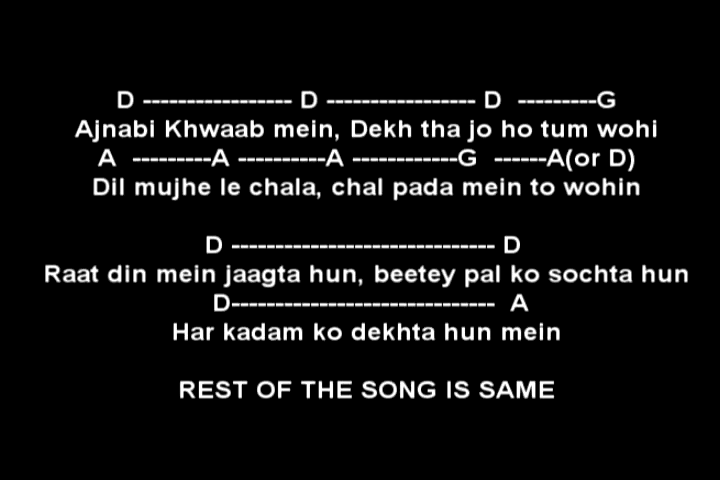 D ----------------- D ----------------- D ---------G
Ajnabi Khwaab mein, Dekh tha jo ho tum wohi
A ---------A ----------A ------------G ------A(or D)
Dil mujhe le chala, chal pada mein to wohin
D ------------------------------ D
Raat din mein jaagta hun, beetey pal ko sochta hun
D------------------------------ A
Har kadam ko dekhta hun mein
REST OF THE SONG IS SAME